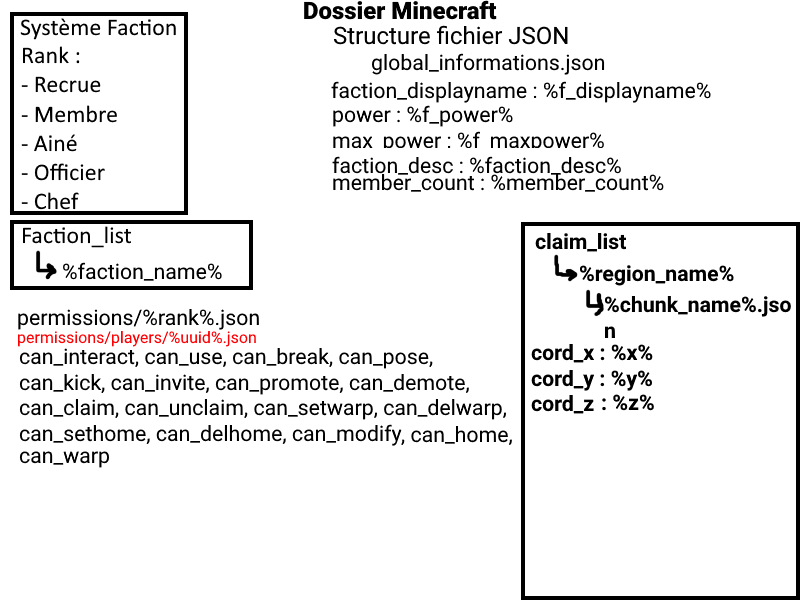 Dossier Minecraft
Structure fichier JSON
global_informations.json
faction_displayname : %f_displayname%
power : %f_power%
max_power : %f_maxpower%
faction_desc : %faction_desc%
member_count : %member_count%
Système Faction
Rank :
- Recrue
- Membre
- Ainé
- Officier
- Chef
Faction_list
%faction_name%
permissions/%rank%.json
permissions/players/%uuid%.json
can_interact, can_use, can_break, can_pose,
can_kick, can_invite, can_promote, can_demote,
can_claim, can_unclaim, can_setwarp, can_delwarp,
can_sethome, can_delhome, can_modify, can_home,
can_warp
claim_list
%region_name%
%chunk_name%.jso
n
cord_x : %x%
cord_y : %y%
cord_z : %z%